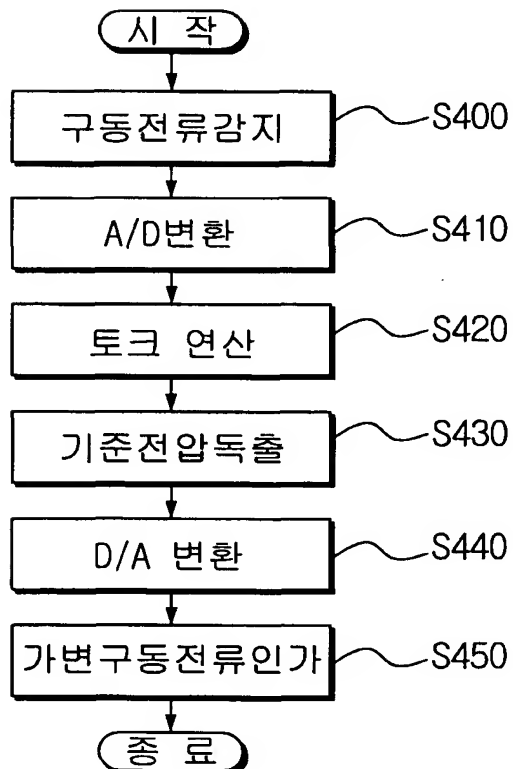 시 작
구동전류감지 S400
A/D변환 S410
토크 연산 S420
기준전압독출 S430
D/A 변환 S440
가변구동전류인가 S450
종 료